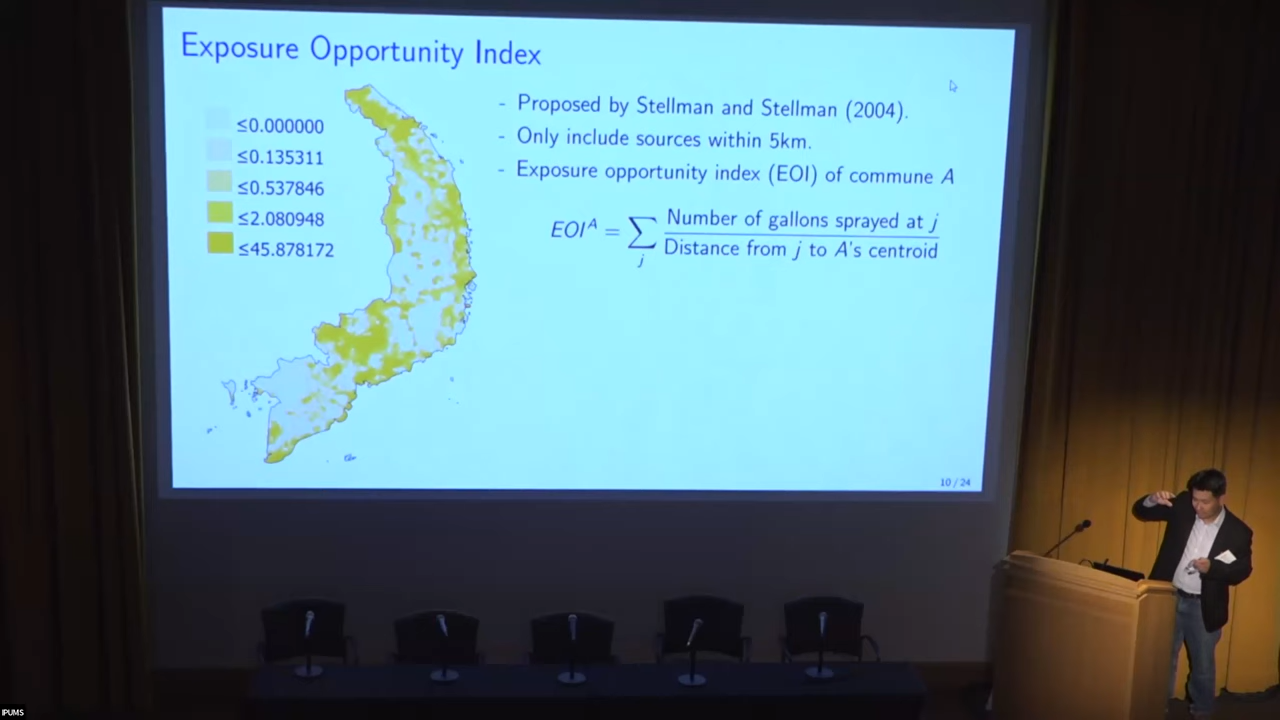 Exposure Opportunity Index
≤0.000000
≤0.135311
≤0.537846
≤2.080948
≤45.878172
- Proposed by Stellman and Stellman (2004).
- Only include sources within 5km.
- Exposure opportunity index (EOI) of commune A
EOI^A = ∑_j Number of gallons sprayed at j / Distance from j to A's centroid
10 / 24
IPUMS